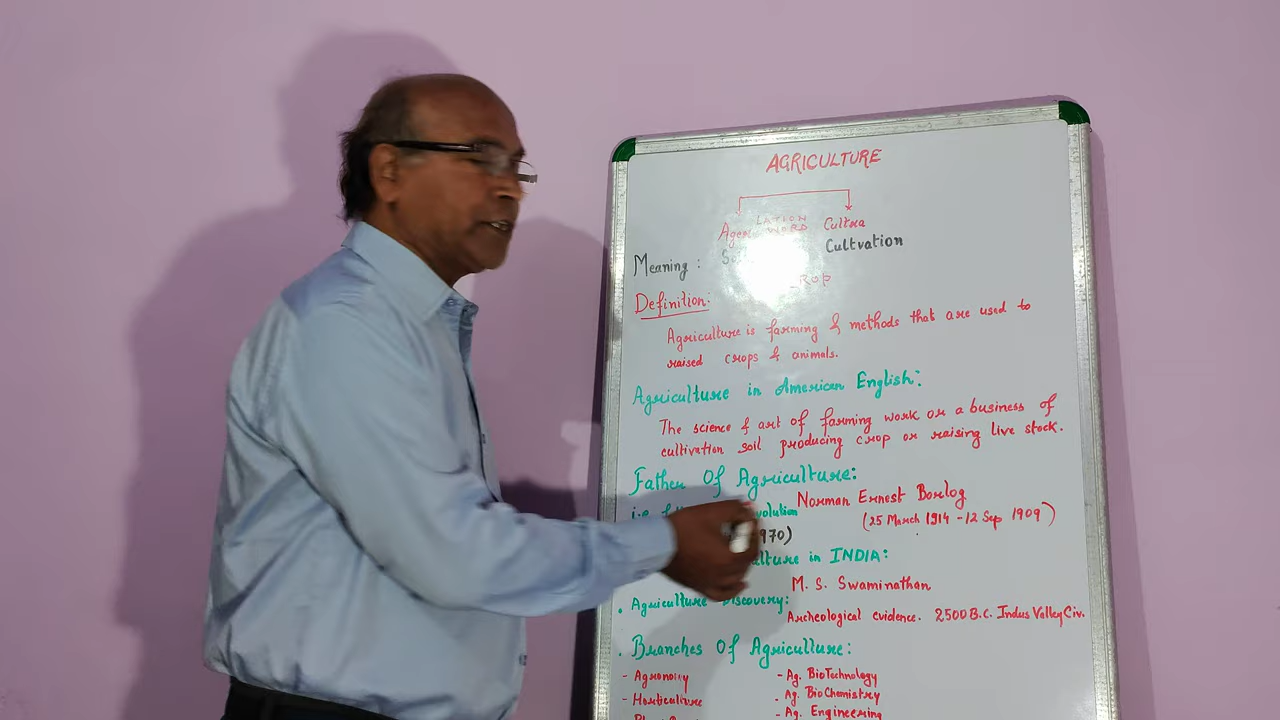 AGRICULTURE
LATION
WORD Cultra
Meaning: Cultvation
Definition:
Agriculture is farming & methods that are used to
raised crops & animals.
Agriculture in American English:
The science & art of farming work or a business of
cultivation soil producing crop or raising live stock.
Father Of Agriculture:
i.e. Norman Ernest Borlog
(25 March 1914 - 12 Sep 1909)
in INDIA:
M. S. Swaminathan
. Agriculture Discovery:
Archeological evidence. 2500 B.C. Indus Valley Civ.
. Branches Of Agriculture:
- Agronomy - Ag. BioTechnology
- Horticulture - Ag. BioChemistry
- Ag. Engineering